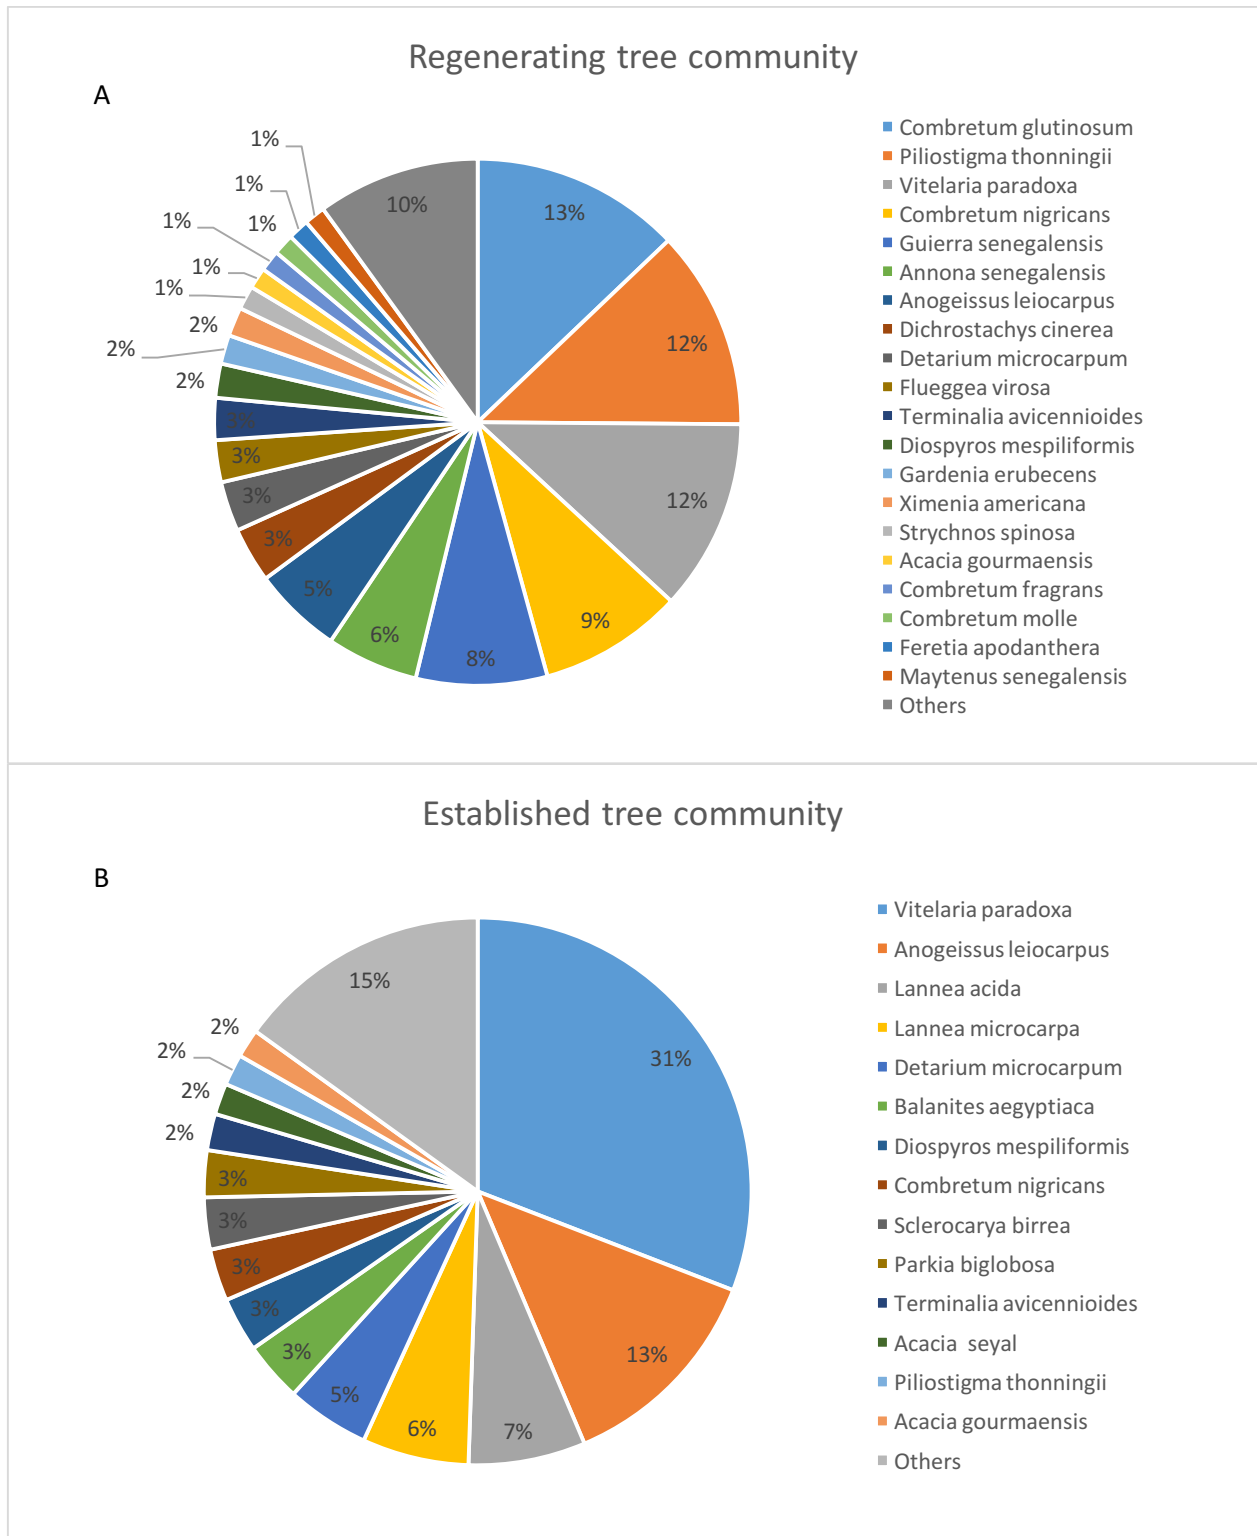 Regenerating tree community
A
13%
12%
12%
9%
8%
6%
5%
3%
3%
3%
3%
2%
2%
2%
1%
1%
1%
1%
1%
1%
10%
Combretum glutinosum
Piliostigma thonningii
Vitelaria paradoxa
Combretum nigricans
Guierra senegalensis
Annona senegalensis
Anogeissus leiocarpus
Dichrostachys cinerea
Detarium microcarpum
Flueggea virosa
Terminalia avicennioides
Diospyros mespiliformis
Gardenia erubecens
Ximenia americana
Strychnos spinosa
Acacia gourmaensis
Combretum fragrans
Combretum molle
Feretia apodanthera
Maytenus senegalensis
Others
Established tree community
B
31%
13%
7%
6%
5%
3%
3%
3%
3%
3%
2%
2%
2%
2%
15%
Vitelaria paradoxa
Anogeissus leiocarpus
Lannea acida
Lannea microcarpa
Detarium microcarpum
Balanites aegyptiaca
Diospyros mespiliformis
Combretum nigricans
Sclerocarya birrea
Parkia biglobosa
Terminalia avicennioides
Acacia  seyal
Piliostigma thonningii
Acacia gourmaensis
Others